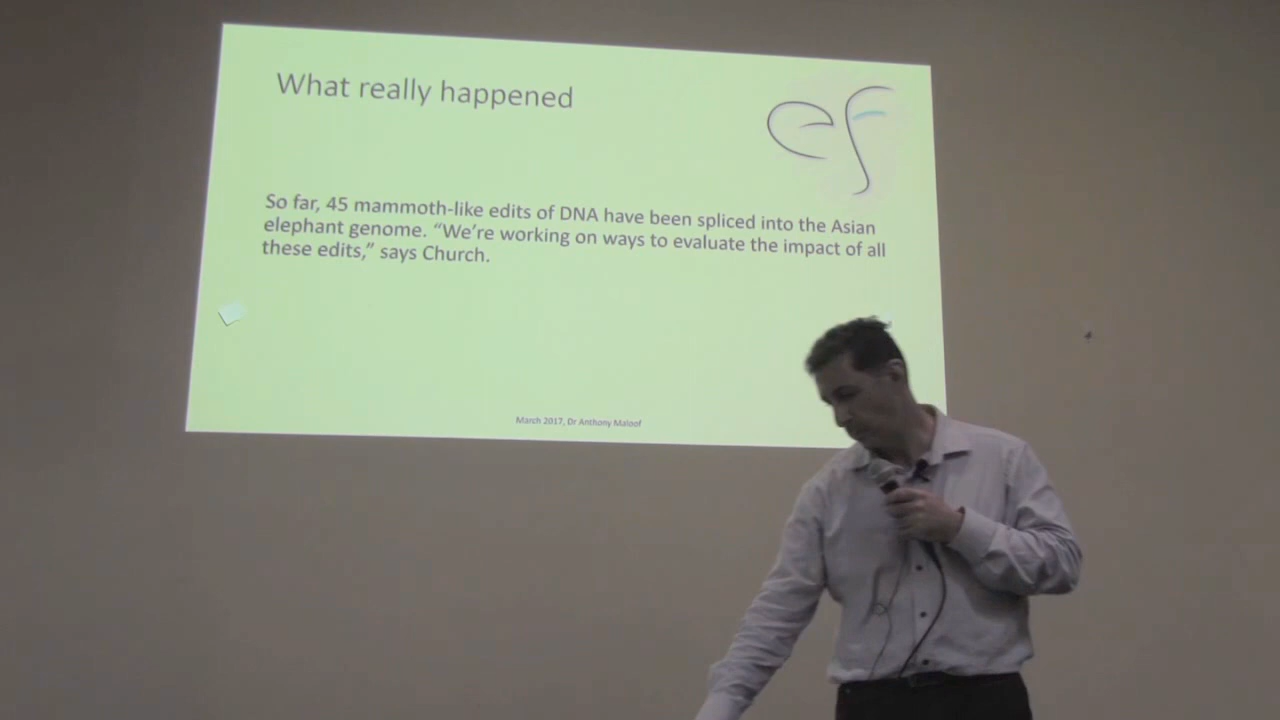 What really happened
ef
So far, 45 mammoth-like edits of DNA have been spliced into the Asian
elephant genome. “We’re working on ways to evaluate the impact of all
these edits,” says Church.
March 2017, Dr Anthony Maloof